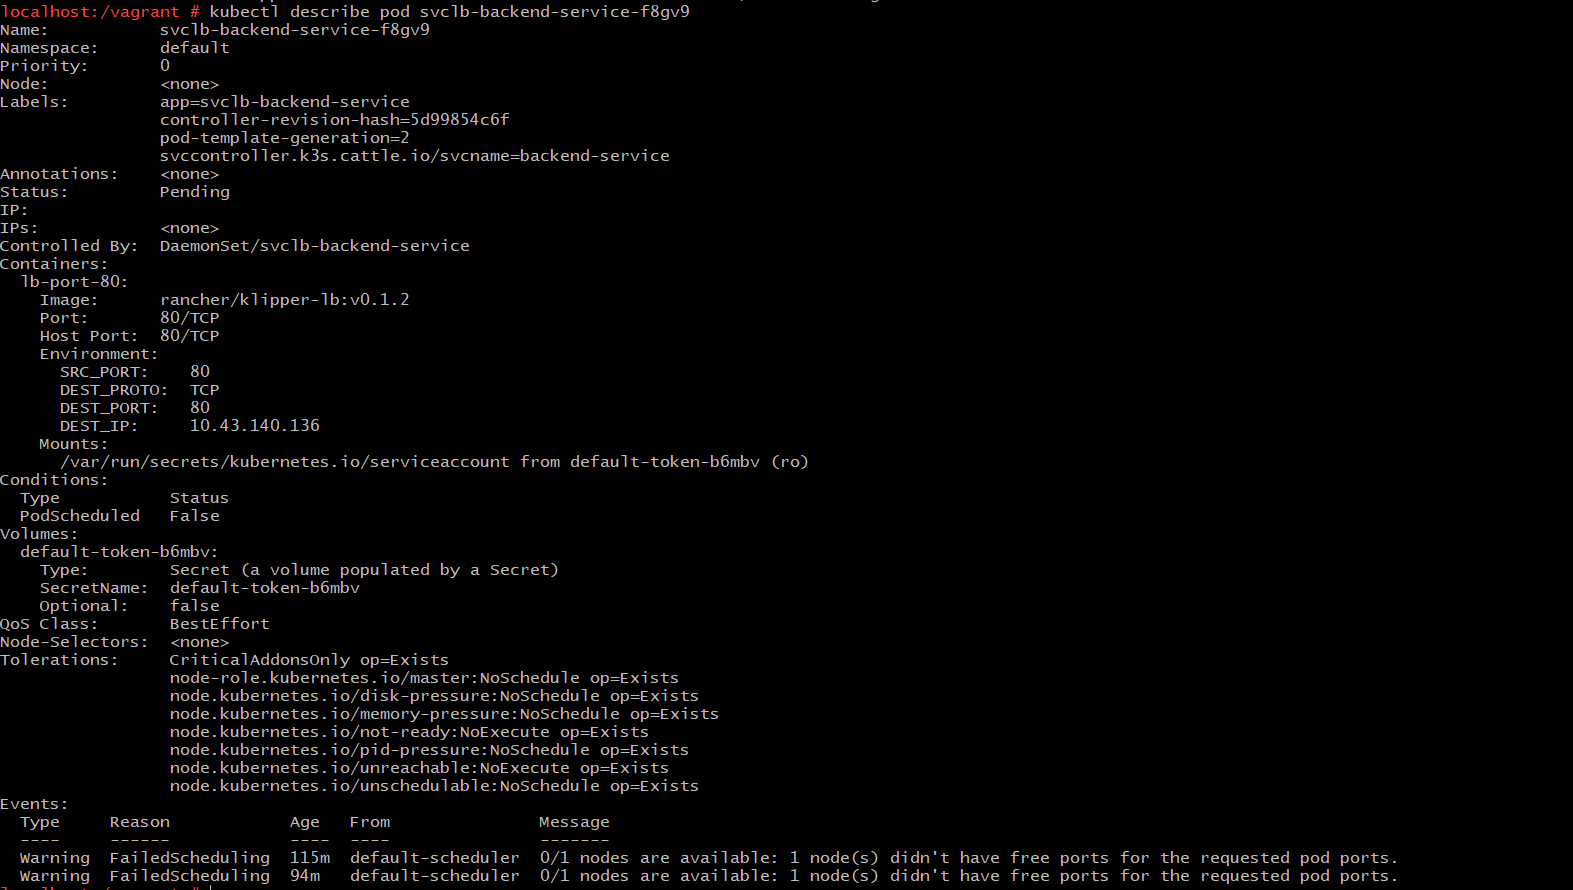 localhost:/vagrant # kubectl describe pod svclb-backend-service-f8gv9
Name:           svclb-backend-service-f8gv9
Namespace:      default
Priority:       0
Node:           <none>
Labels:         app=svclb-backend-service
                controller-revision-hash=5d99854c6f
                pod-template-generation=2
                svccontroller.k3s.cattle.io/svcname=backend-service
Annotations:    <none>
Status:         Pending
IP:
IPs:            <none>
Controlled By:  DaemonSet/svclb-backend-service
Containers:
  lb-port-80:
    Image:      rancher/klipper-lb:v0.1.2
    Port:       80/TCP
    Host Port:  80/TCP
    Environment:
      SRC_PORT:    80
      DEST_PROTO:  TCP
      DEST_PORT:   80
      DEST_IP:     10.43.140.136
    Mounts:
      /var/run/secrets/kubernetes.io/serviceaccount from default-token-b6mbv (ro)
Conditions:
  Type           Status
  PodScheduled   False
Volumes:
  default-token-b6mbv:
    Type:        Secret (a volume populated by a Secret)
    SecretName:  default-token-b6mbv
    Optional:    false
QoS Class:       BestEffort
Node-Selectors:  <none>
Tolerations:     CriticalAddonsOnly op=Exists
                 node-role.kubernetes.io/master:NoSchedule op=Exists
                 node.kubernetes.io/disk-pressure:NoSchedule op=Exists
                 node.kubernetes.io/memory-pressure:NoSchedule op=Exists
                 node.kubernetes.io/not-ready:NoExecute op=Exists
                 node.kubernetes.io/pid-pressure:NoSchedule op=Exists
                 node.kubernetes.io/unreachable:NoExecute op=Exists
                 node.kubernetes.io/unschedulable:NoSchedule op=Exists
Events:
  Type     Reason            Age   From               Message
  ----     ------            ----  ----               -------
  Warning  FailedScheduling  115m  default-scheduler  0/1 nodes are available: 1 node(s) didn't have free ports for the requested pod ports.
  Warning  FailedScheduling  94m   default-scheduler  0/1 nodes are available: 1 node(s) didn't have free ports for the requested pod ports.